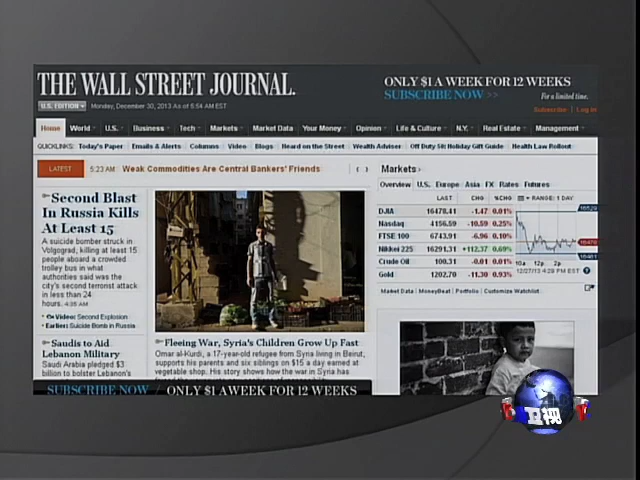 THE WALL STREET JOURNAL.
ONLY $1 A WEEK FOR 12 WEEKS
SUBSCRIBE NOW >>
For a limited time.
U.S. EDITION
Monday, December 30, 2013 As of 5:54 AM EST
Subscribe Log In
Home World U.S. Business Tech Markets Market Data Your Money Opinion Life & Culture N.Y. Real Estate Management
QUICKLINKS: Today's Paper Emails & Alerts Columns Video Blogs Heard on the Street Wealth Adviser Off Duty 50: Holiday Gift Guide Health Law Rollout
LATEST 5:23 AM Weak Commodities Are Central Bankers' Friends
Second Blast
In Russia Kills
At Least 15
A suicide bomber struck in
Volgograd, killing at least 15
people aboard a crowded
trolley bus in what
authorities said was the
city's second terrorist attack
in less than 24
hours. 4:35 AM
Video: Second Explosion
Earlier: Suicide Bomb in Russia
Saudis to Aid
Lebanon Military
Saudi Arabia pledged $3
billion to bolster Lebanon's
Fleeing War, Syria's Children Grow Up Fast
Omar al-Kurdi, a 17-year-old refugee from Syria living in Beirut,
supports his parents and six siblings on $15 a day earned at
vegetable shop. His story shows how the war in Syria has
Markets
Overview U.S. Europe Asia FX Rates Futures
LAST CHG %CHG
RANGE: 1 DAY
DJIA 16478.41 -1.47 0.01%
Nasdaq 4156.59 -10.59 0.25%
FTSE 100 6743.91 -6.96 0.10%
Nikkei 225 16291.31 +112.37 0.69%
Crude Oil 100.31 -0.01 0.01%
Gold 1202.70 -11.30 0.93%
10a 12p 2p
12/27/13 4:29 PM EST
Market Data MoneyBeat Portfolio Customize Watchlist
SUBSCRIBE NOW / ONLY $1 A WEEK FOR 12 WEEKS
卫视